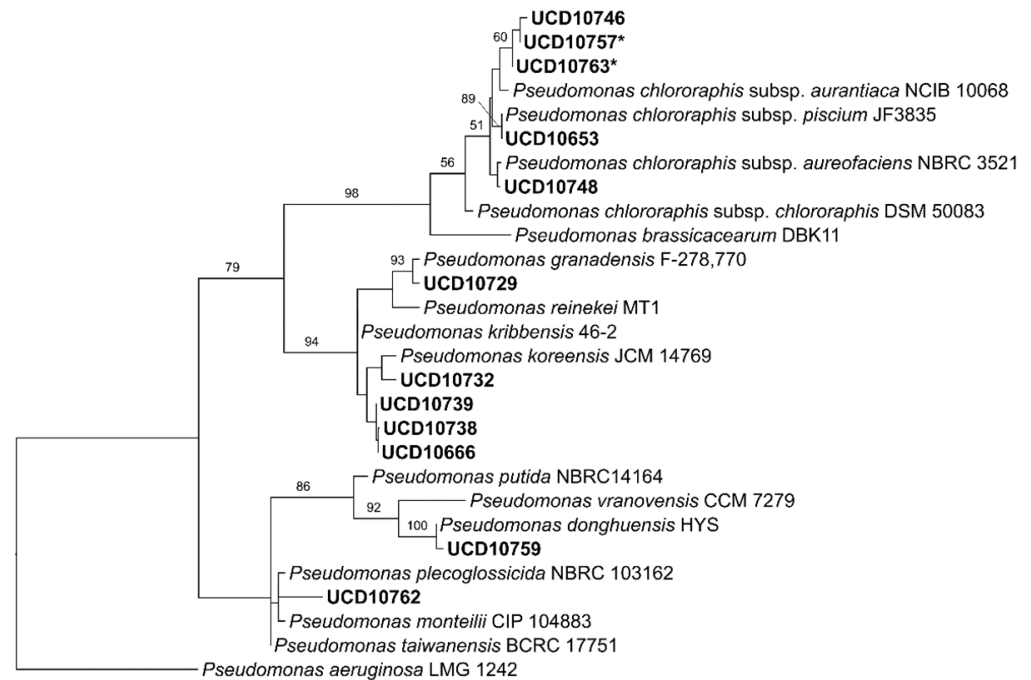 UCD10746
60
UCD10757*
UCD10763*
Pseudomonas chlororaphis subsp. aurantiaca NCIB 10068
89
Pseudomonas chlororaphis subsp. piscium JF3835
51
UCD10653
56
Pseudomonas chlororaphis subsp. aureofaciens NBRC 3521
UCD10748
98
Pseudomonas chlororaphis subsp. chlororaphis DSM 50083
Pseudomonas brassicacearum DBK11
93
Pseudomonas granadensis F-278,770
79
UCD10729
Pseudomonas reinekei MT1
Pseudomonas kribbensis 46-2
94
Pseudomonas koreensis JCM 14769
UCD10732
UCD10739
UCD10738
UCD10666
Pseudomonas putida NBRC14164
86
Pseudomonas vranovensis CCM 7279
92
Pseudomonas donghuensis HYS
100
UCD10759
Pseudomonas plecoglossicida NBRC 103162
UCD10762
Pseudomonas monteilii CIP 104883
Pseudomonas taiwanensis BCRC 17751
Pseudomonas aeruginosa LMG 1242